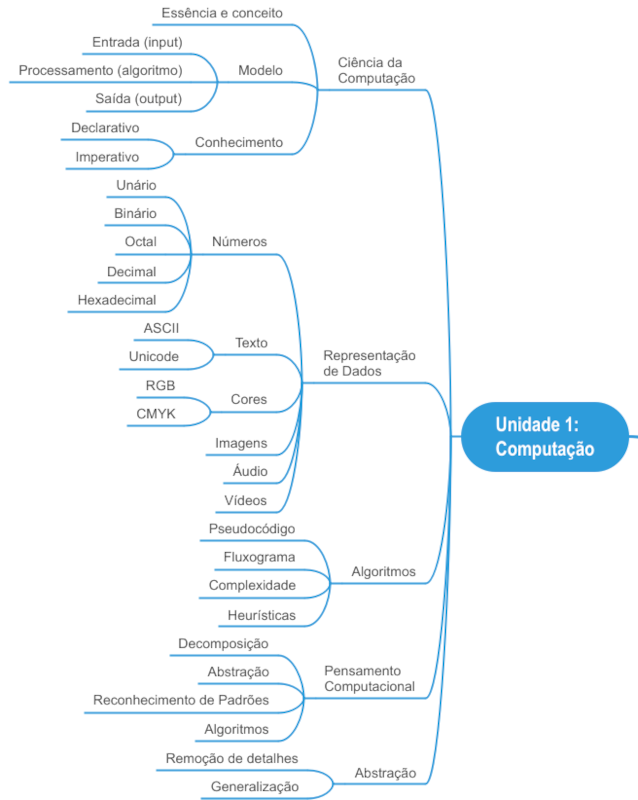 Essência e conceito
Entrada (input)
Processamento (algoritmo)
Saída (output)
Modelo
Declarativo
Imperativo
Conhecimento
Ciência da
Computação
Unário
Binário
Octal
Decimal
Hexadecimal
Números
ASCII
Unicode
Texto
RGB
CMYK
Cores
Imagens
Áudio
Vídeos
Representação
de Dados
Pseudocódigo
Fluxograma
Complexidade
Heurísticas
Algoritmos
Decomposição
Abstração
Reconhecimento de Padrões
Algoritmos
Pensamento
Computacional
Remoção de detalhes
Generalização
Abstração
Unidade 1:
Computação